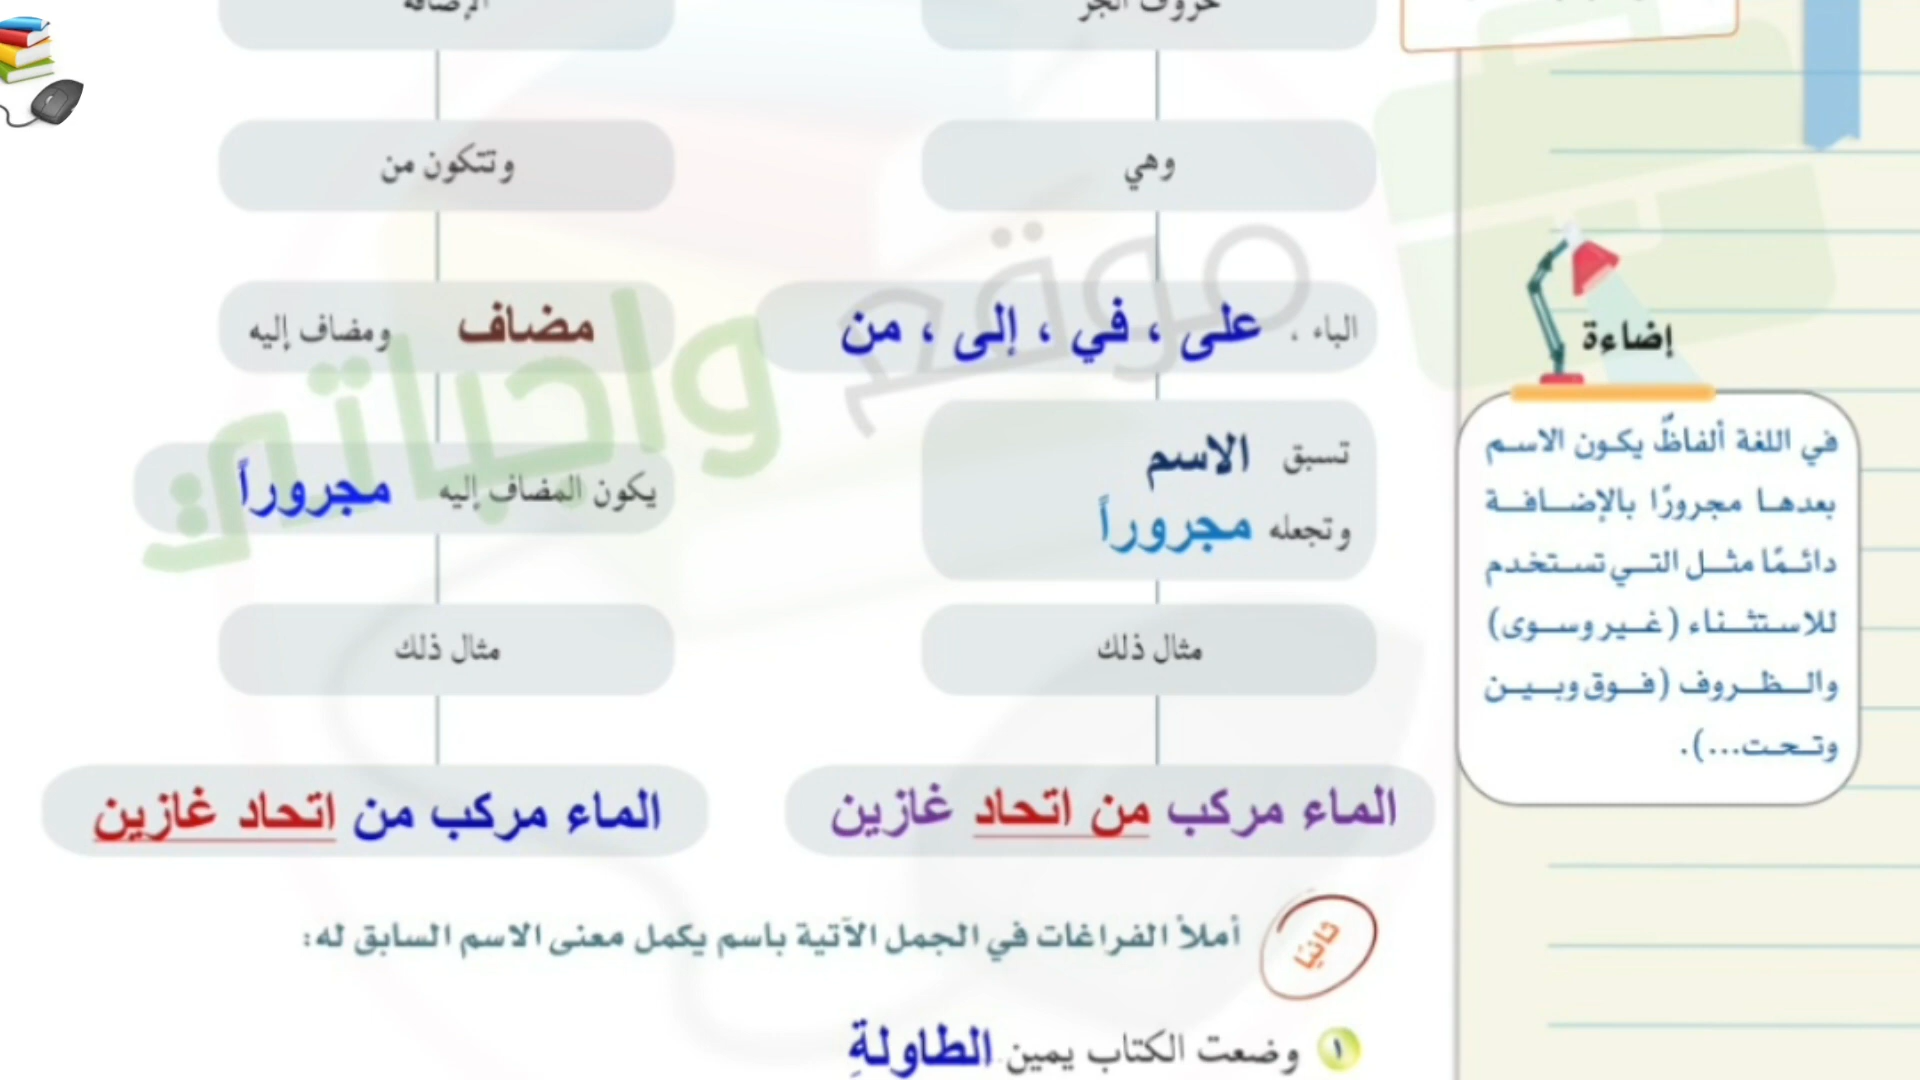 حروف الجر
الإضافة
وهي
وتتكون من
الباء ، على ، في ، إلى ، من
مضاف ومضاف إليه
تسبق الاسم
وتجعله مجروراً
يكون المضاف إليه مجروراً
مثال ذلك
مثال ذلك
الماء مركب من اتحاد غازين
الماء مركب من اتحاد غازين
إضاءة
في اللغة ألفاظٌ يكون الاسم
بعدها مجرورًا بالإضافة
دائمًا مثل التي تستخدم
للاستثناء (غير وسوى)
والظروف (فوق وبين
وتحت...).
ثانيًا
أملأ الفراغات في الجمل الآتية باسم يكمل معنى الاسم السابق له:
١ وضعت الكتاب يمين الطاولةِ
موقع واجباتي